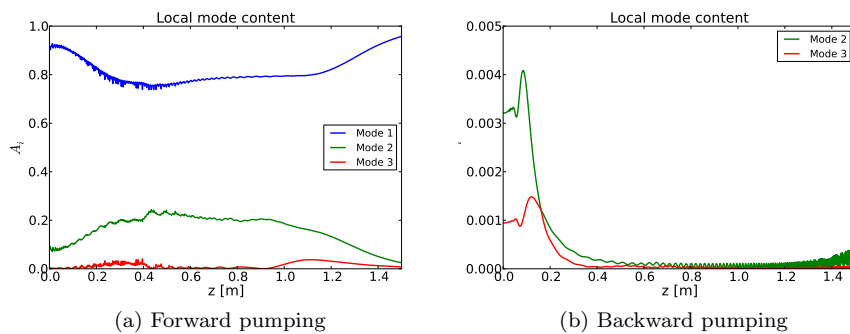 Local mode content
1.0
0.8
0.6
0.4
0.2
0.0
A_i
Mode 1
Mode 2
Mode 3
0.0 0.2 0.4 0.6 0.8 1.0 1.2 1.4
z [m]
(a) Forward pumping
Local mode content
0.005
0.004
0.003
0.002
0.001
0.000
Mode 2
Mode 3
0.0 0.2 0.4 0.6 0.8 1.0 1.2 1.4
z [m]
(b) Backward pumping